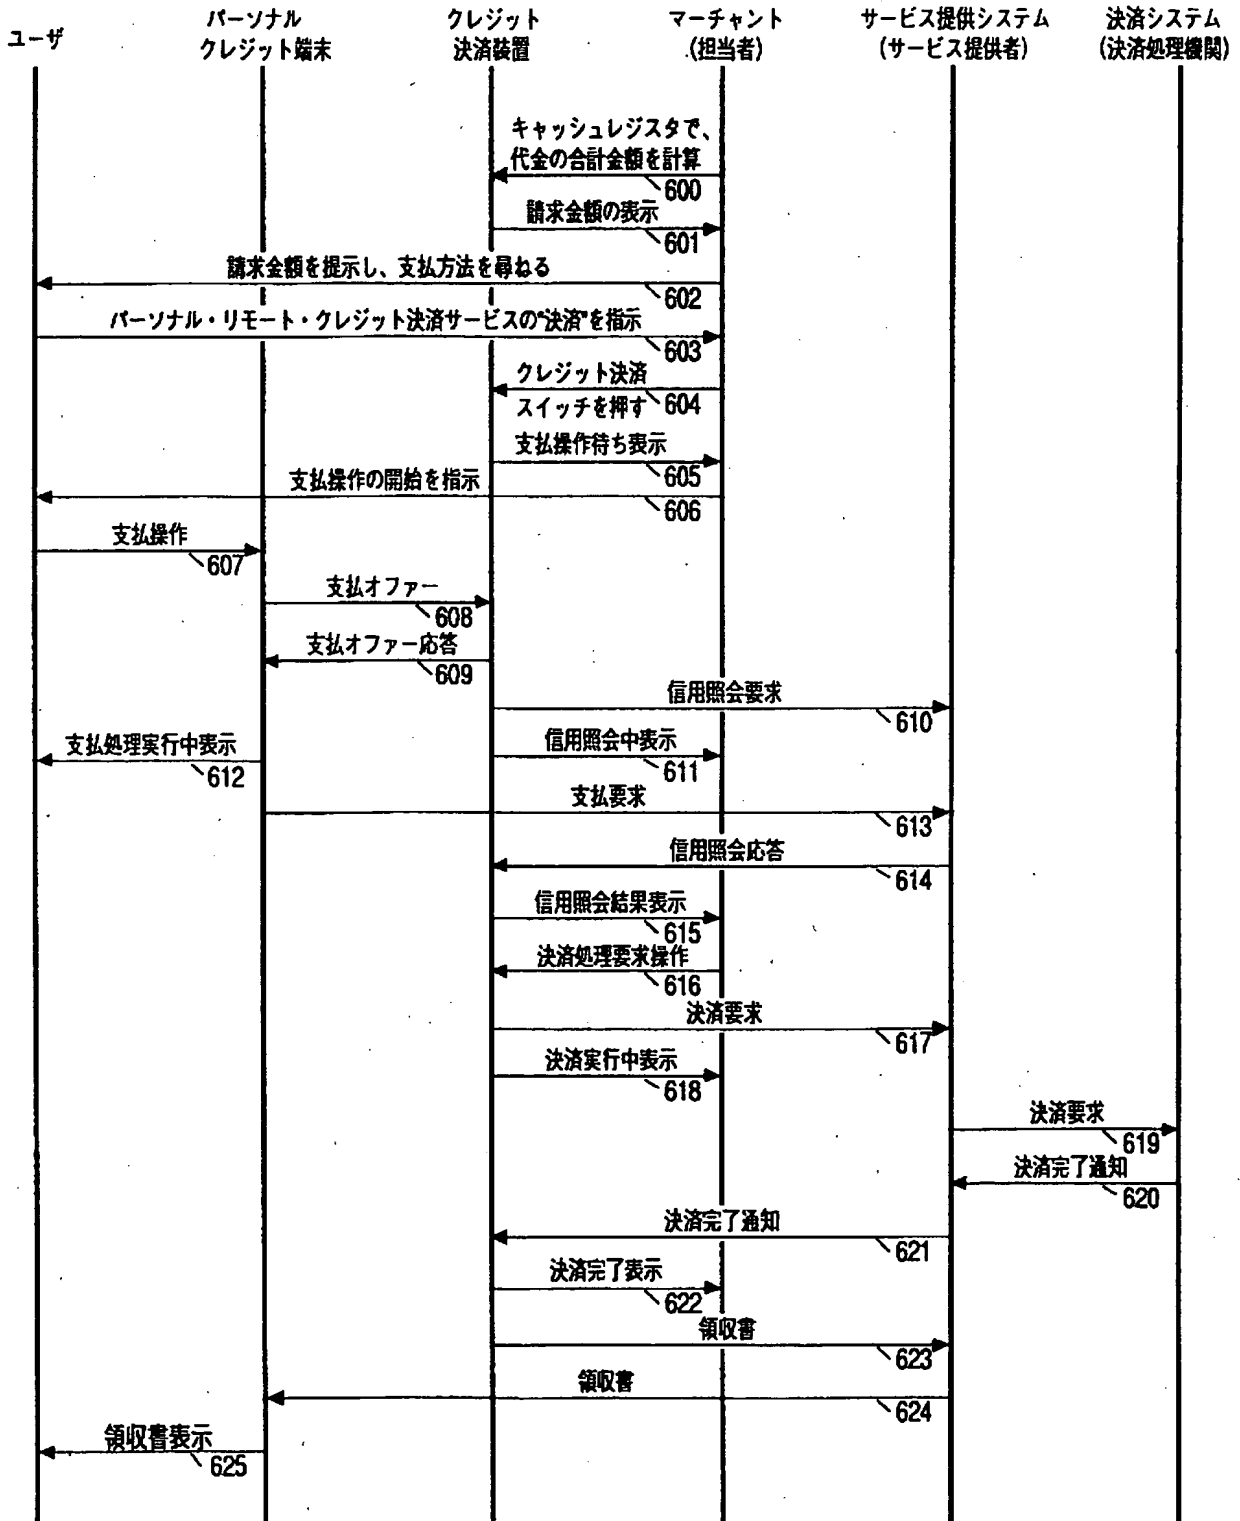 ユーザ
パーソナル
クレジット端末
クレジット
決済装置
マーチャント
(担当者)
サービス提供システム
(サービス提供者)
決済システム
(決済処理機関)
キャッシュレジスタで、
代金の合計金額を計算
600
請求金額の表示
601
請求金額を提示し、支払方法を尋ねる
602
パーソナル・リモート・クレジット決済サービスの“決済”を指示
603
クレジット決済
スイッチを押す
604
支払操作待ち表示
605
支払操作の開始を指示
606
支払操作
607
支払オファー
608
支払オファー応答
609
信用照会要求
610
信用照会中表示
611
支払処理実行中表示
612
支払要求
613
信用照会応答
614
信用照会結果表示
615
決済処理要求操作
616
決済要求
617
決済実行中表示
618
決済要求
619
決済完了通知
620
決済完了通知
621
決済完了表示
622
領収書
623
領収書
624
領収書表示
625